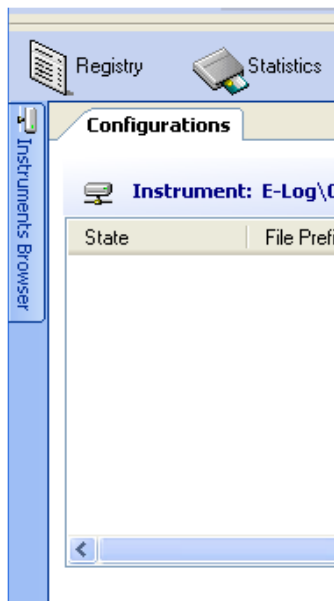 Registry
Statistics
Instruments Browser
Configurations
Instrument: E-Log\
State
File Prefi